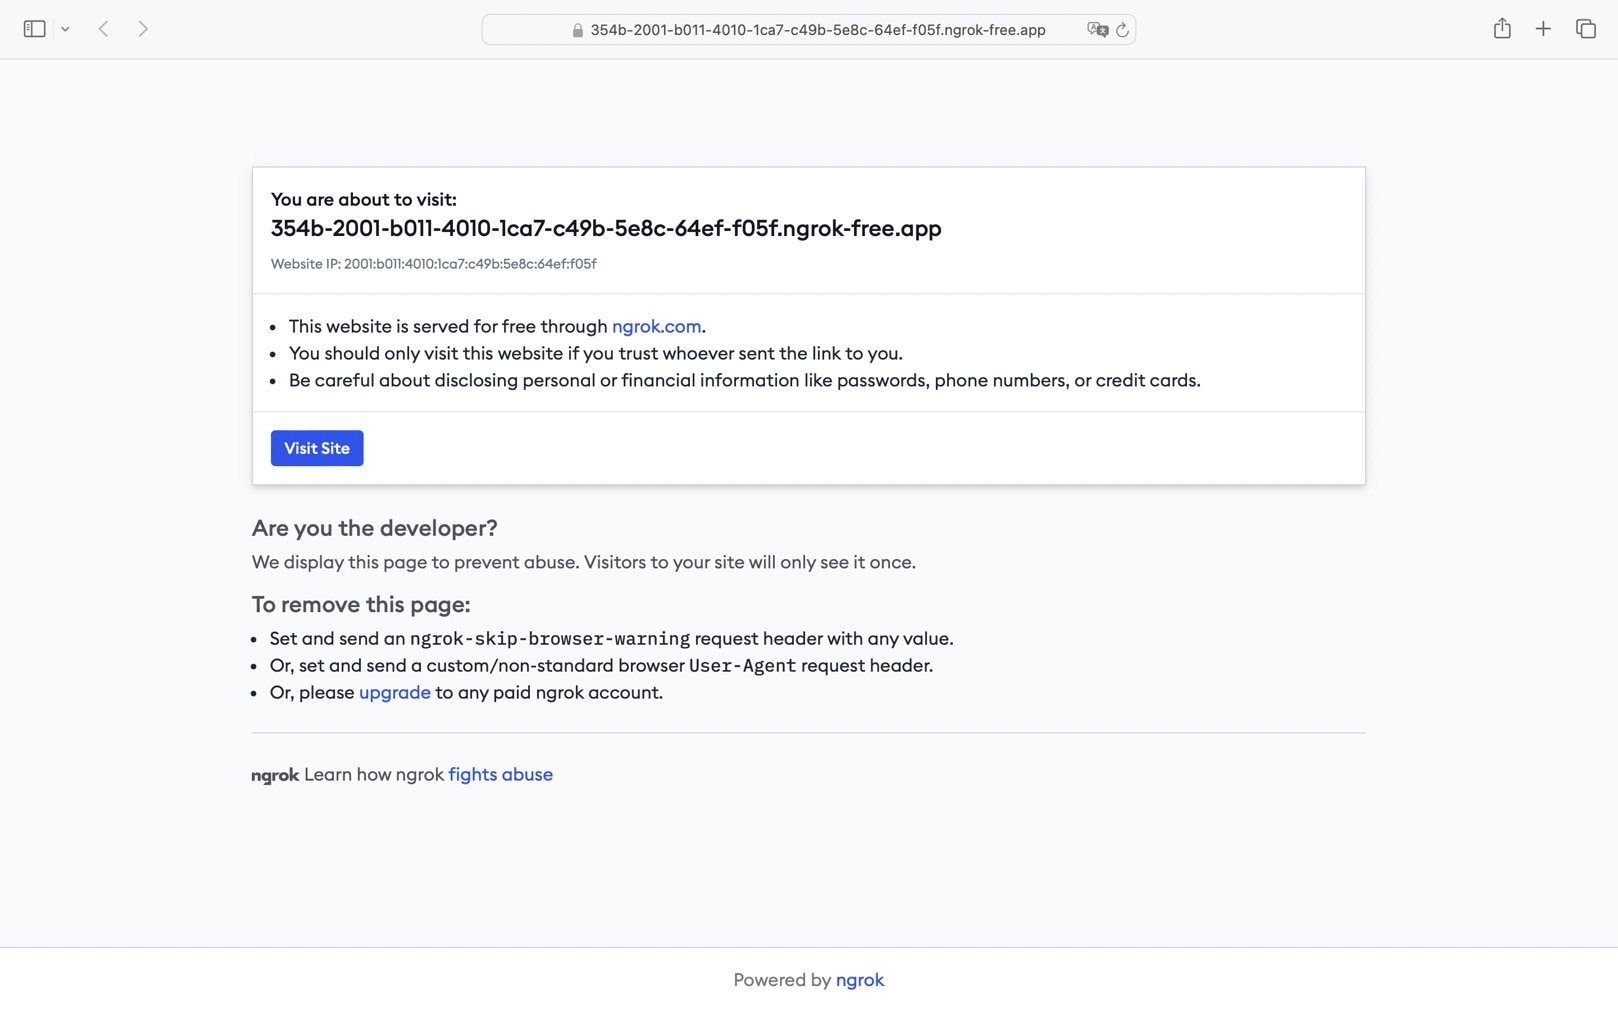 354b-2001-b011-4010-1ca7-c49b-5e8c-64ef-f05f.ngrok-free.app
You are about to visit:
354b-2001-b011-4010-1ca7-c49b-5e8c-64ef-f05f.ngrok-free.app
Website IP: 2001:b011:4010:1ca7:c49b:5e8c:64ef:f05f
• This website is served for free through ngrok.com.
• You should only visit this website if you trust whoever sent the link to you.
• Be careful about disclosing personal or financial information like passwords, phone numbers, or credit cards.
Visit Site
Are you the developer?
We display this page to prevent abuse. Visitors to your site will only see it once.
To remove this page:
• Set and send an ngrok-skip-browser-warning request header with any value.
• Or, set and send a custom/non-standard browser User-Agent request header.
• Or, please upgrade to any paid ngrok account.
ngrok Learn how ngrok fights abuse
Powered by ngrok